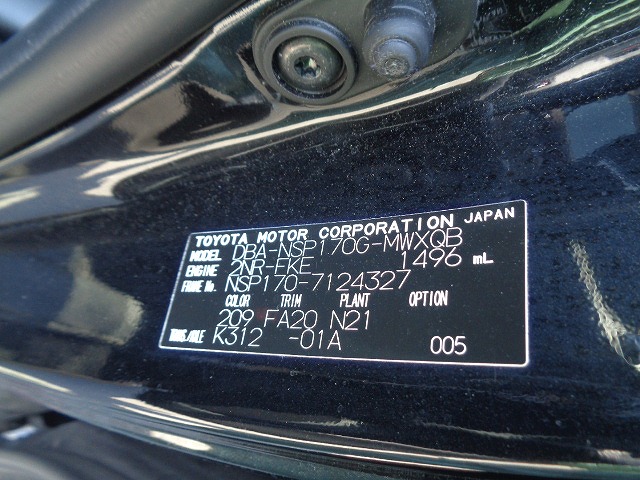 TOYOTA MOTOR CORPORATION JAPAN
MODEL DBA-NSP170G-MWXQB
ENGINE 2NR-FKE 1496 mL
FRAME No. NSP170-7124327
COLOR TRIM PLANT OPTION
209 FA20 N21
TRANS./AXLE K312 -01A 005